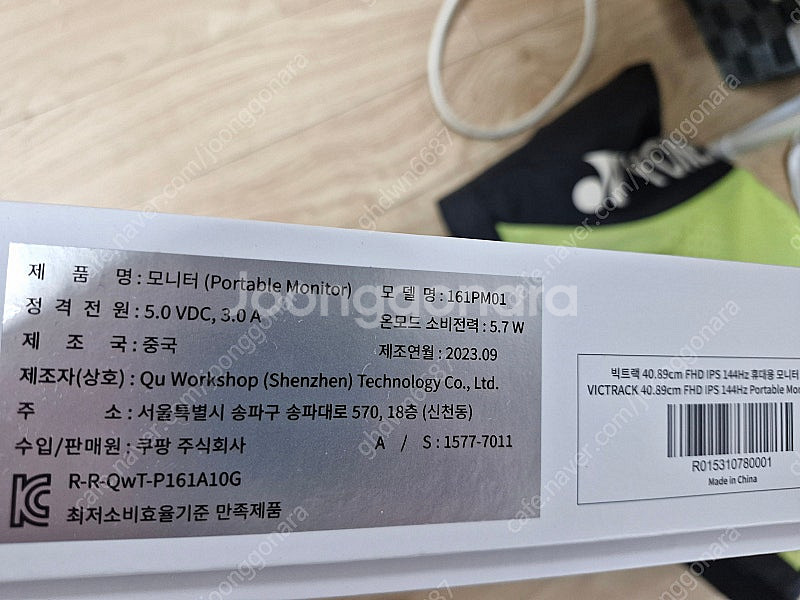 제 품 명 : 모니터 (Portable Monitor)
모 델 명 : 161PM01
정 격 전 원 : 5.0 VDC, 3.0 A
온모드 소비전력 : 5.7 W
제 조 국 : 중국
제조연월 : 2023.09
제조자(상호) : Qu Workshop (Shenzhen) Technology Co., Ltd.
주 소 : 서울특별시 송파구 송파대로 570, 18층 (신천동)
수입/판매원 : 쿠팡 주식회사
A / S : 1577-7011
R-R-QwT-P161A10G
최저소비효율기준 만족제품
빅트랙 40.89cm FHD IPS 144Hz 휴대용 모니터
VICTRACK 40.89cm FHD IPS 144Hz Portable
R015310780001
Made in China
Joonggonara
cafe.naver.com/joonggonara
ghdwn6687